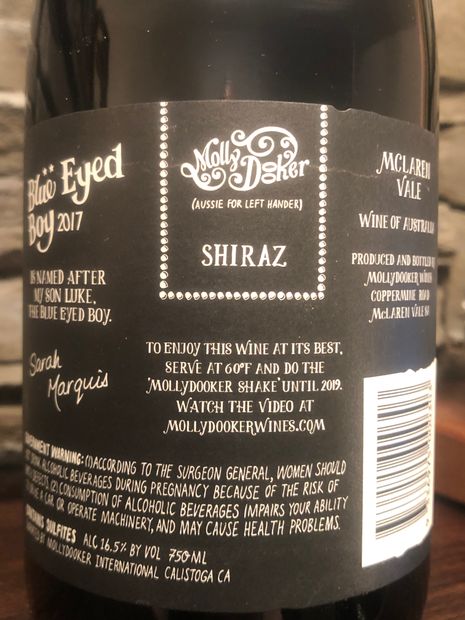 Blüë Eyed
Boy 2017
IS NAMED AFTER
MY SON LUKE,
THE BLUE EYED BOY.
Sarah
Marquis
Molly
Dooker
(AUSSIE FOR LEFT HANDER)
SHIRAZ
MCLAREN
VALE
WINE OF AUSTRALIA
PRODUCED AND BOTTLED
MOLLYDOOKER WINES
COPPERMINE ROAD
MCLAREN VALE
TO ENJOY THIS WINE AT ITS BEST,
SERVE AT 60°F AND DO THE
'MOLLYDOOKER SHAKE' UNTIL 2019.
WATCH THE VIDEO AT
MOLLYDOOKERWINES.COM
WARNING: (1) ACCORDING TO THE SURGEON GENERAL, WOMEN SHOULD
DRINK ALCOHOLIC BEVERAGES DURING PREGNANCY BECAUSE OF THE RISK OF
DEFECTS. (2) CONSUMPTION OF ALCOHOLIC BEVERAGES IMPAIRS YOUR ABILITY
A CAR OR OPERATE MACHINERY, AND MAY CAUSE HEALTH PROBLEMS.
SULFITES ALC 16.5% BY VOL 750ML
BY MOLLYDOOKER INTERNATIONAL CALISTOGA CA